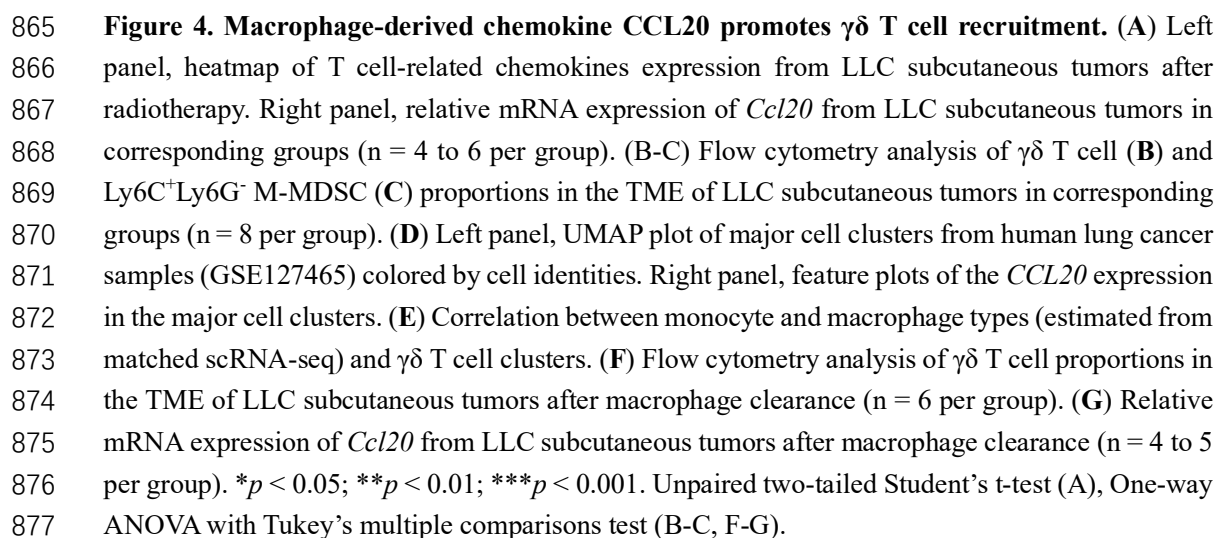 865 Figure 4. Macrophage-derived chemokine CCL20 promotes γδ T cell recruitment. (A) Left
866 panel, heatmap of T cell-related chemokines expression from LLC subcutaneous tumors after
867 radiotherapy. Right panel, relative mRNA expression of Ccl20 from LLC subcutaneous tumors in
868 corresponding groups (n = 4 to 6 per group). (B-C) Flow cytometry analysis of γδ T cell (B) and
869 Ly6C⁺Ly6G⁻ M-MDSC (C) proportions in the TME of LLC subcutaneous tumors in corresponding
870 groups (n = 8 per group). (D) Left panel, UMAP plot of major cell clusters from human lung cancer
871 samples (GSE127465) colored by cell identities. Right panel, feature plots of the CCL20 expression
872 in the major cell clusters. (E) Correlation between monocyte and macrophage types (estimated from
873 matched scRNA-seq) and γδ T cell clusters. (F) Flow cytometry analysis of γδ T cell proportions in
874 the TME of LLC subcutaneous tumors after macrophage clearance (n = 6 per group). (G) Relative
875 mRNA expression of Ccl20 from LLC subcutaneous tumors after macrophage clearance (n = 4 to 5
876 per group). *p < 0.05; **p < 0.01; ***p < 0.001. Unpaired two-tailed Student's t-test (A), One-way
877 ANOVA with Tukey's multiple comparisons test (B-C, F-G).